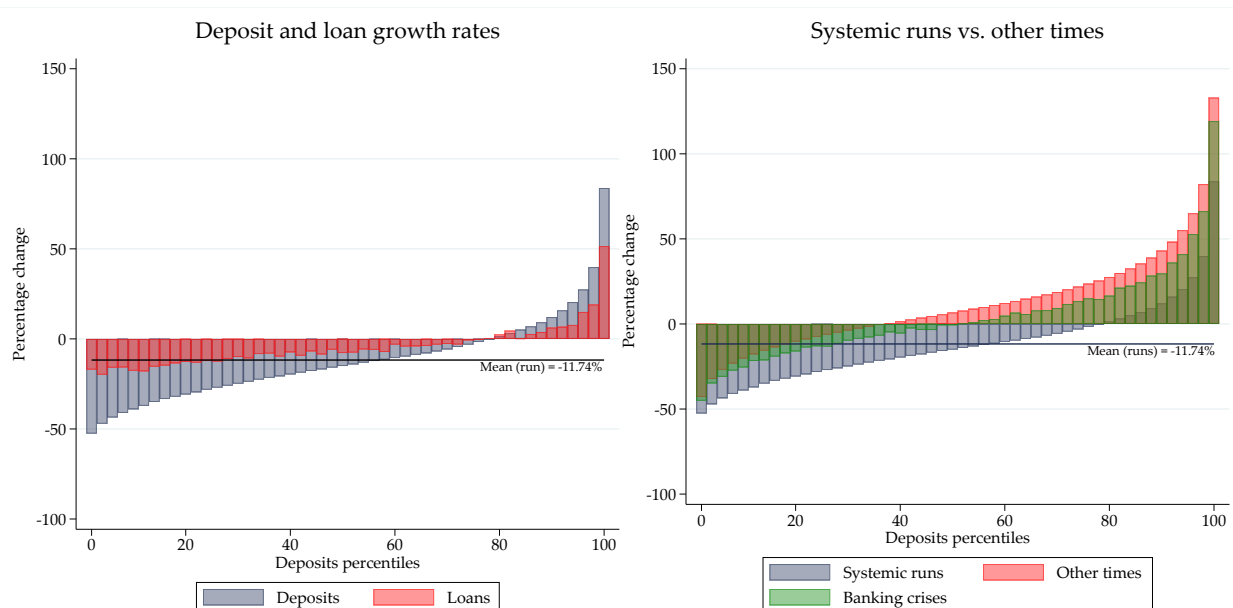 Deposit and loan growth rates
150
100
50
0
-50
-100
Percentage change
Mean (run) = -11.74%
0 20 40 60 80 100
Deposits percentiles
Deposits Loans
Systemic runs vs. other times
150
100
50
0
-50
-100
Percentage change
Mean (runs) = -11.74%
0 20 40 60 80 100
Deposits percentiles
Systemic runs Other times
Banking crises